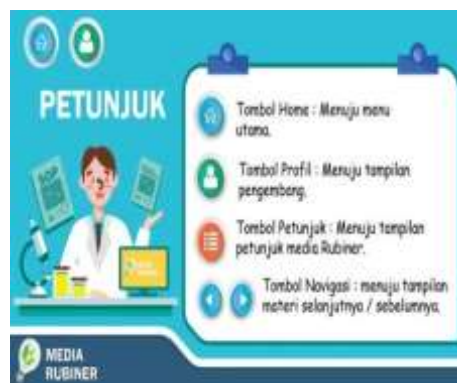 PETUNJUK
Tombol Home : Menuju menu
utama.
Tombol Profil : Menuju tampilan
pengembang.
Tombol Petunjuk : Menuju tampilan
petunjuk media Rubiner.
Tombol Navigasi : menuju tampilan
materi selanjutnya / sebelumnya.
MEDIA
RUBINER